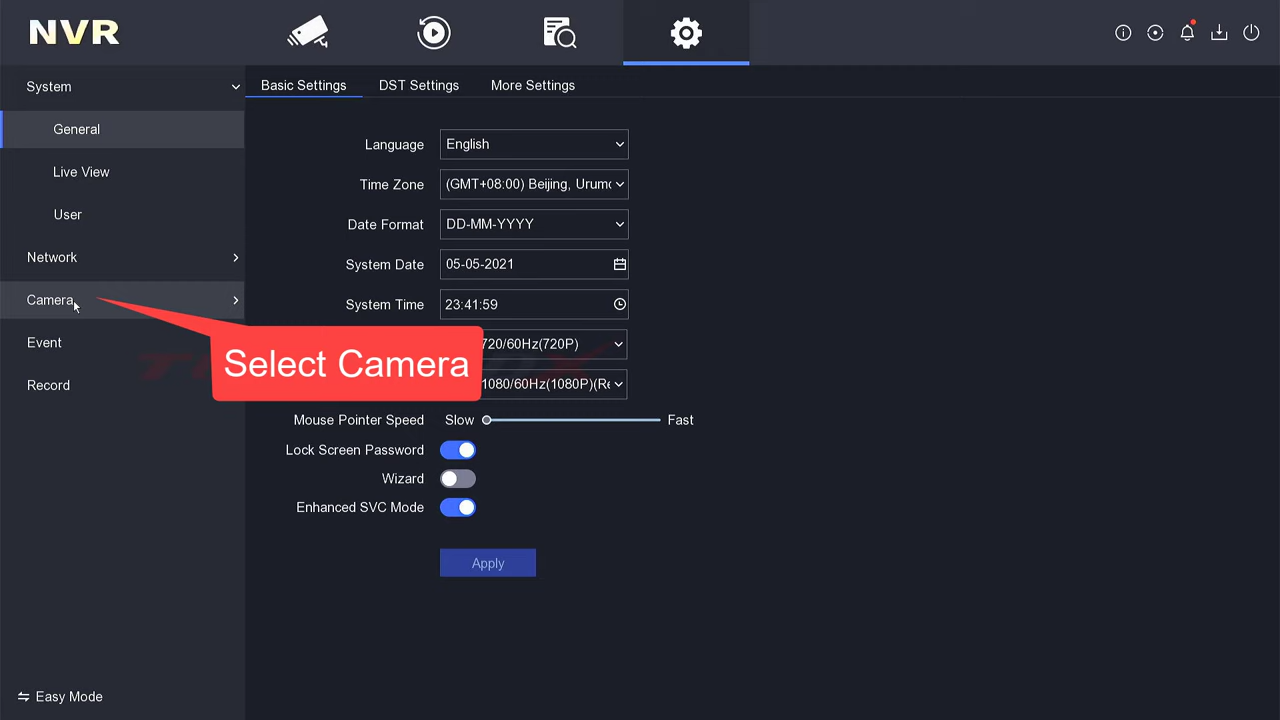 NVR
System
General
Live View
User
Network
Camera
Event
Record
Easy Mode
Basic Settings DST Settings More Settings
Language English
Time Zone (GMT+08:00) Beijing, Urumc
Date Format DD-MM-YYYY
System Date 05-05-2021
System Time 23:41:59
720/60Hz(720P)
Select Camera
1080/60Hz(1080P)(Re
Mouse Pointer Speed Slow Fast
Lock Screen Password
Wizard
Enhanced SVC Mode
Apply